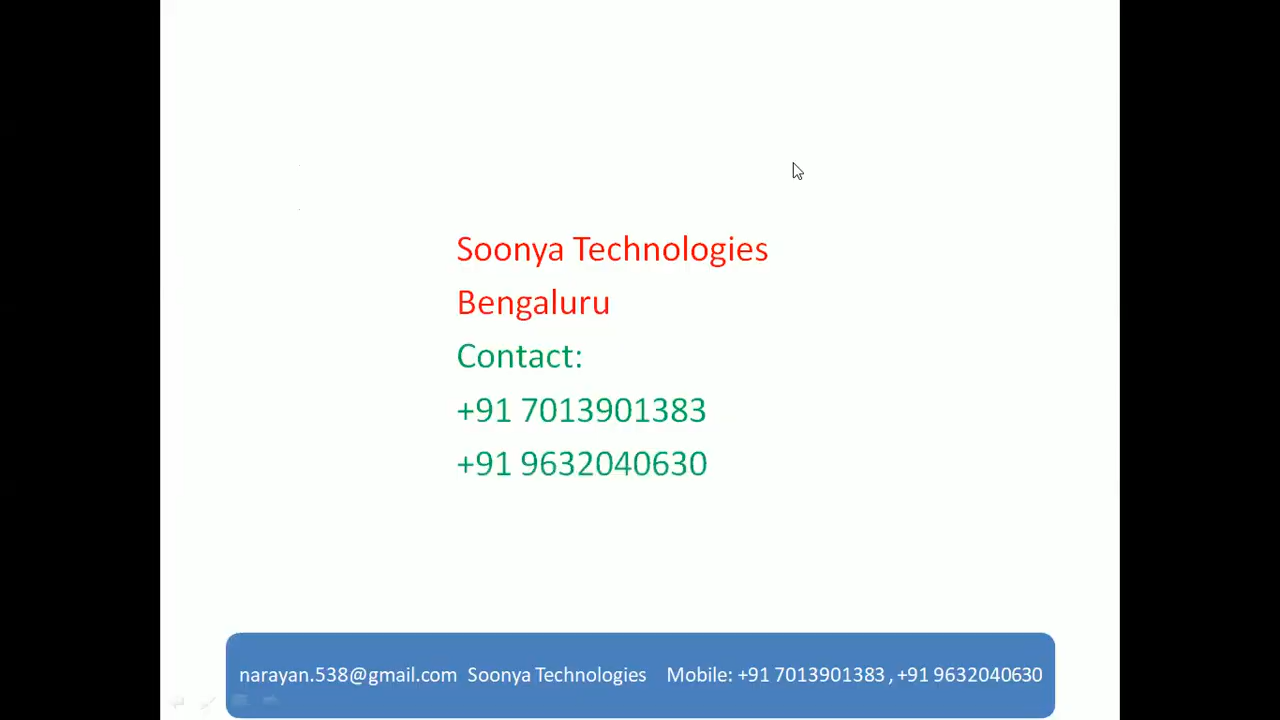 Soonya Technologies
Bengaluru
Contact:
+91 7013901383
+91 9632040630
narayan.538@gmail.com Soonya Technologies Mobile: +91 7013901383 , +91 9632040630